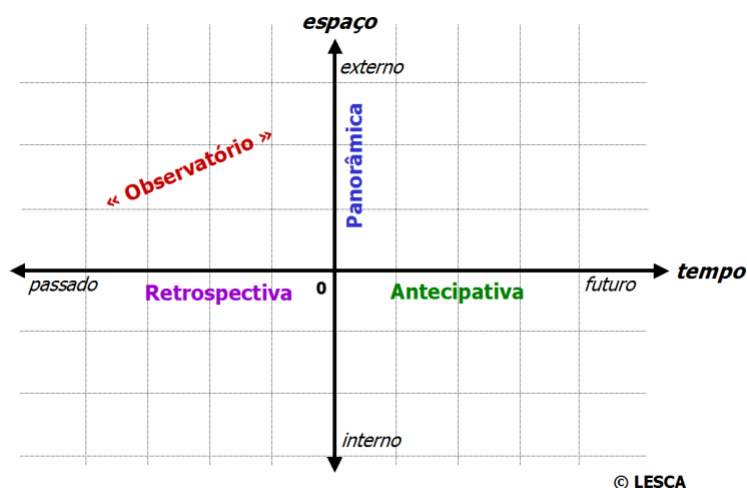 espaço
externo
Panorâmica
« Observatório »
passado
Retrospectiva
0
Antecipativa
futuro
tempo
interno
© LESCA